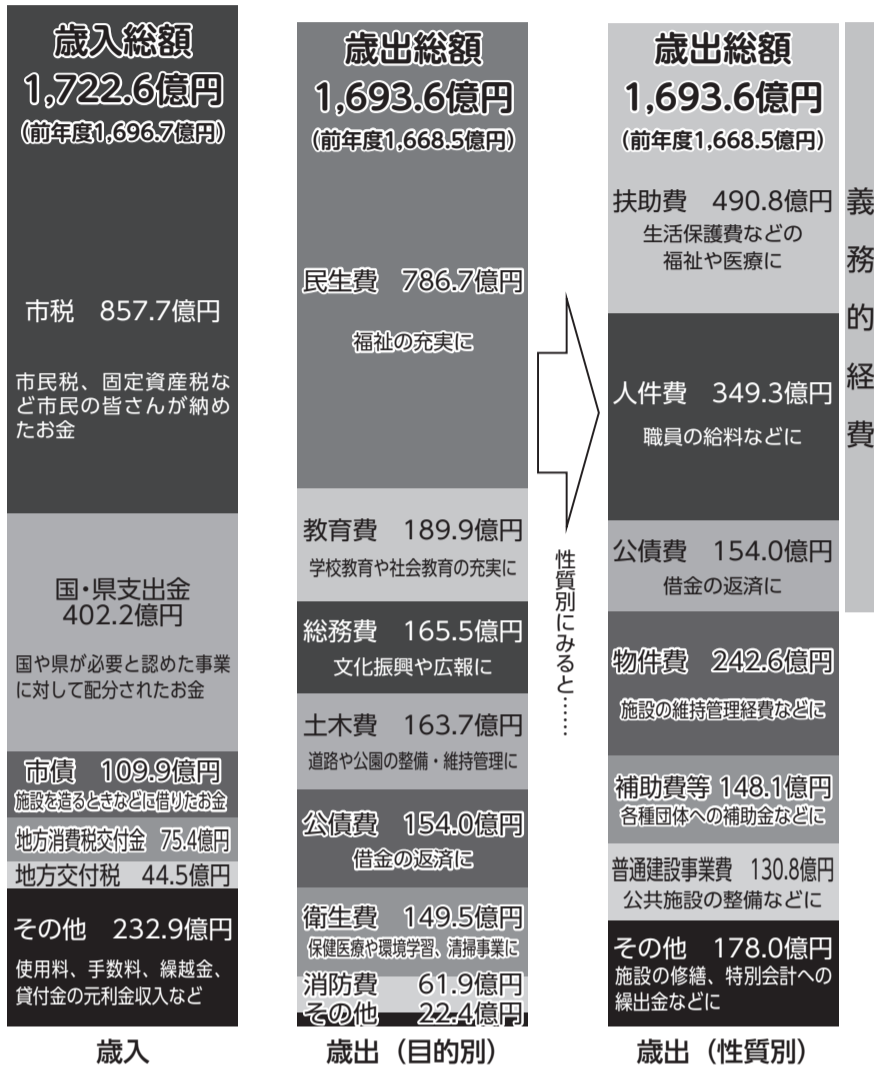 歳入総額
1,722.6億円
(前年度1,696.7億円)
市税 857.7億円
市民税、固定資産税な
ど市民の皆さんが納め
たお金
国・県支出金
402.2億円
国や県が必要と認めた事業
に対して配分されたお金
市債 109.9億円
施設を造るときなどに借りたお金
地方消費税交付金 75.4億円
地方交付税 44.5億円
その他 232.9億円
使用料、手数料、繰越金、
貸付金の元利金収入など
歳入
歳出総額
1,693.6億円
(前年度1,668.5億円)
民生費 786.7億円
福祉の充実に
教育費 189.9億円
学校教育や社会教育の充実に
総務費 165.5億円
文化振興や広報に
土木費 163.7億円
道路や公園の整備・維持管理に
公債費 154.0億円
借金の返済に
衛生費 149.5億円
保健医療や環境学習、清掃事業に
消防費 61.9億円
その他 22.4億円
歳出（目的別）
性質別にみると……
歳出総額
1,693.6億円
(前年度1,668.5億円)
扶助費 490.8億円
生活保護費などの
福祉や医療に
人件費 349.3億円
職員の給料などに
公債費 154.0億円
借金の返済に
物件費 242.6億円
施設の維持管理経費などに
補助費等 148.1億円
各種団体への補助金などに
普通建設事業費 130.8億円
公共施設の整備などに
その他 178.0億円
施設の修繕、特別会計への
繰出金などに
歳出（性質別）
義務的経費